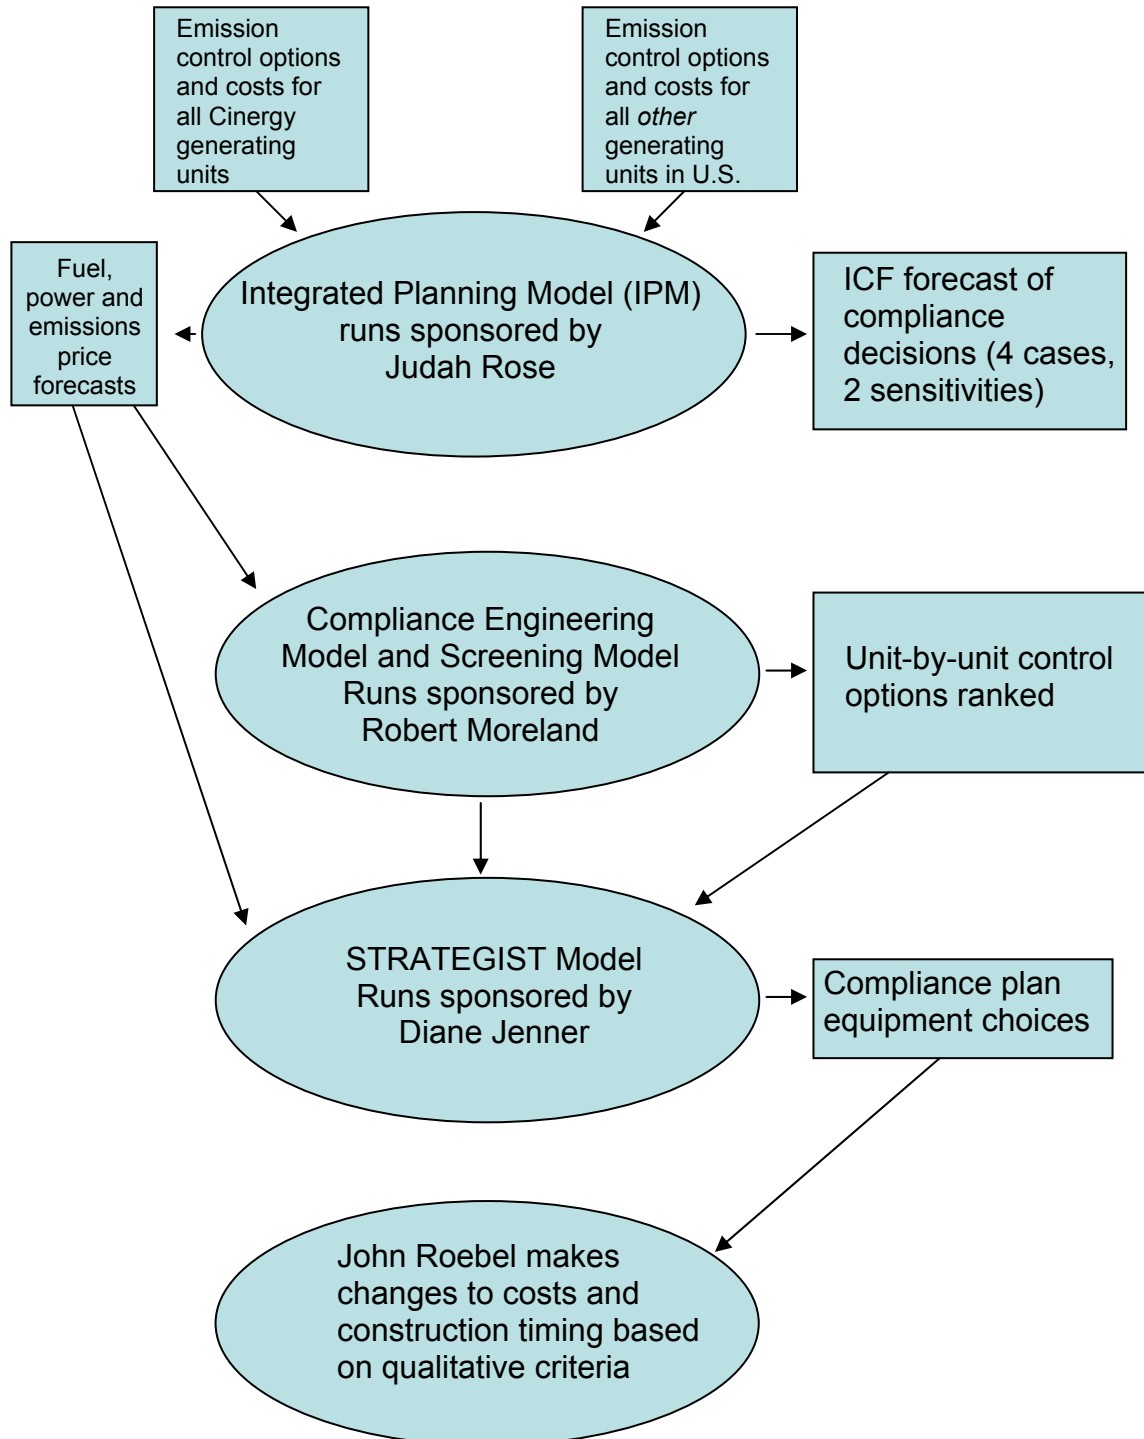 Emission
control options
and costs for
all Cinergy
generating
units
Emission
control options
and costs for
all other
generating
units in U.S.
Fuel,
power and
emissions
price
forecasts
Integrated Planning Model (IPM)
runs sponsored by
Judah Rose
ICF forecast of
compliance
decisions (4 cases,
2 sensitivities)
Compliance Engineering
Model and Screening Model
Runs sponsored by
Robert Moreland
Unit-by-unit control
options ranked
STRATEGIST Model
Runs sponsored by
Diane Jenner
Compliance plan
equipment choices
John Roebel makes
changes to costs and
construction timing based
on qualitative criteria